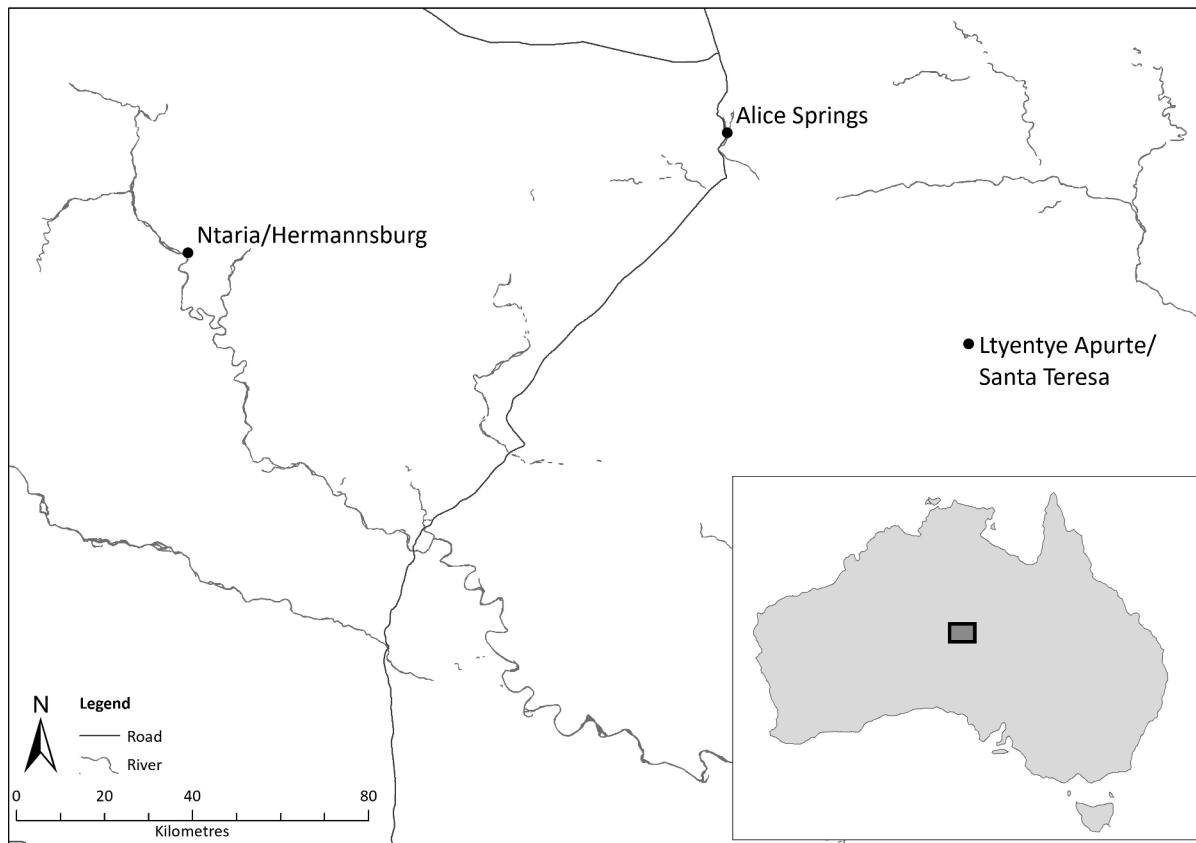 Alice Springs
Ntaria/Hermannsburg
Ltyentye Apurte/
Santa Teresa
N
Legend
Road
River
0 20 40 80
Kilometres